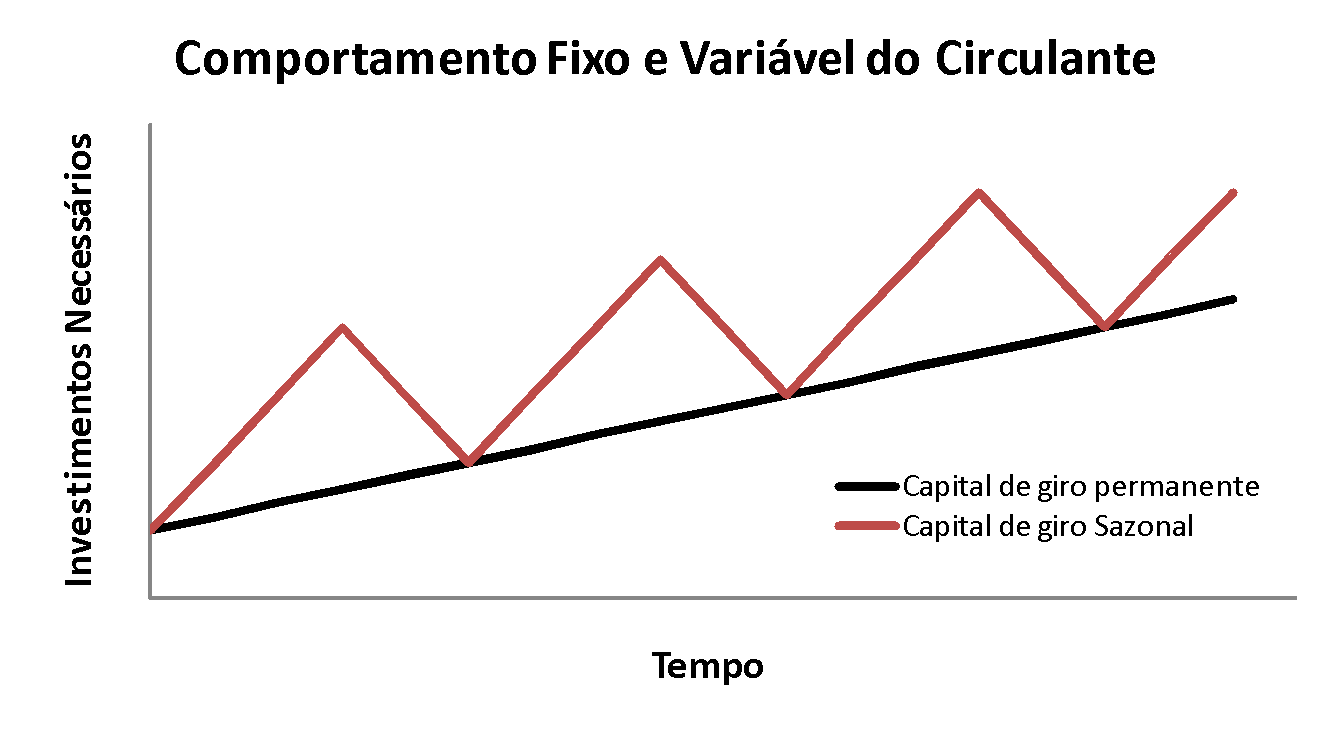 Comportamento Fixo e Variável do Circulante
Investimentos Necessários
Capital de giro permanente
Capital de giro Sazonal
Tempo